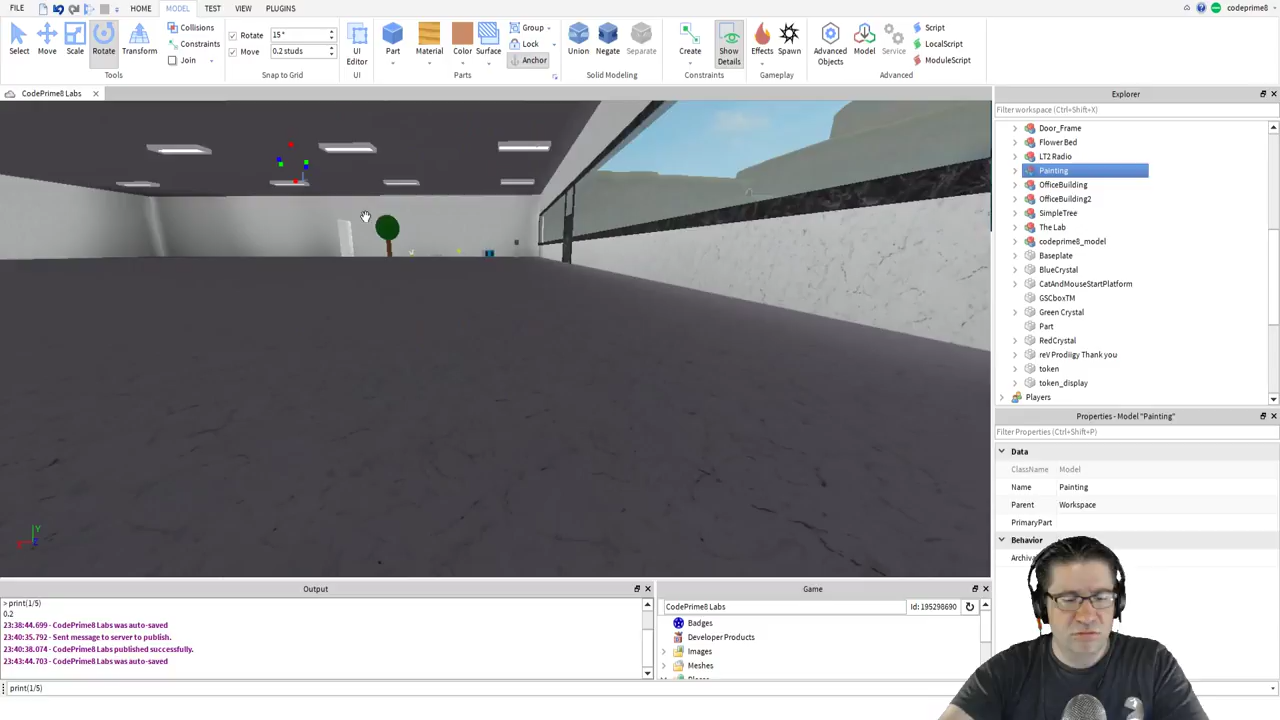 FILE HOME MODEL TEST VIEW PLUGINS codeprime8
Select Move Scale Rotate Transform
Collisions
Constraints
Join
Tools
Rotate 15°
Move 0.2 studs
Snap to Grid
UI Editor
UI
Part Material Color Surface
Group
Lock
Anchor
Parts
Union Negate Separate
Solid Modeling
Create Show Details
Constraints
Effects Spawn
Gameplay
Advanced Objects Model Service
Script
LocalScript
ModuleScript
Advanced
CodePrime8 Labs
Explorer
Filter workspace (Ctrl+Shift+X)
Door_Frame
Flower Bed
LT2 Radio
Painting
OfficeBuilding
OfficeBuilding2
SimpleTree
The Lab
codeprime8_model
Baseplate
BlueCrystal
CatAndMouseStartPlatform
GSCboxTM
Green Crystal
Part
RedCrystal
reV Prodiigy Thank you
token
token_display
Players
Properties - Model "Painting"
Filter Properties (Ctrl+Shift+P)
Data
ClassName Model
Name Painting
Parent Workspace
PrimaryPart
Behavior
Y
Output
> print(1/5)
0.2
23:38:44.699 - CodePrime8 Labs was auto-saved
23:40:35.792 - Sent message to server to publish.
23:40:38.074 - CodePrime8 Labs published successfully.
23:43:44.703 - CodePrime8 Labs was auto-saved
print(1/5)
Game
CodePrime8 Labs Id: 195298690
Badges
Developer Products
Images
Meshes